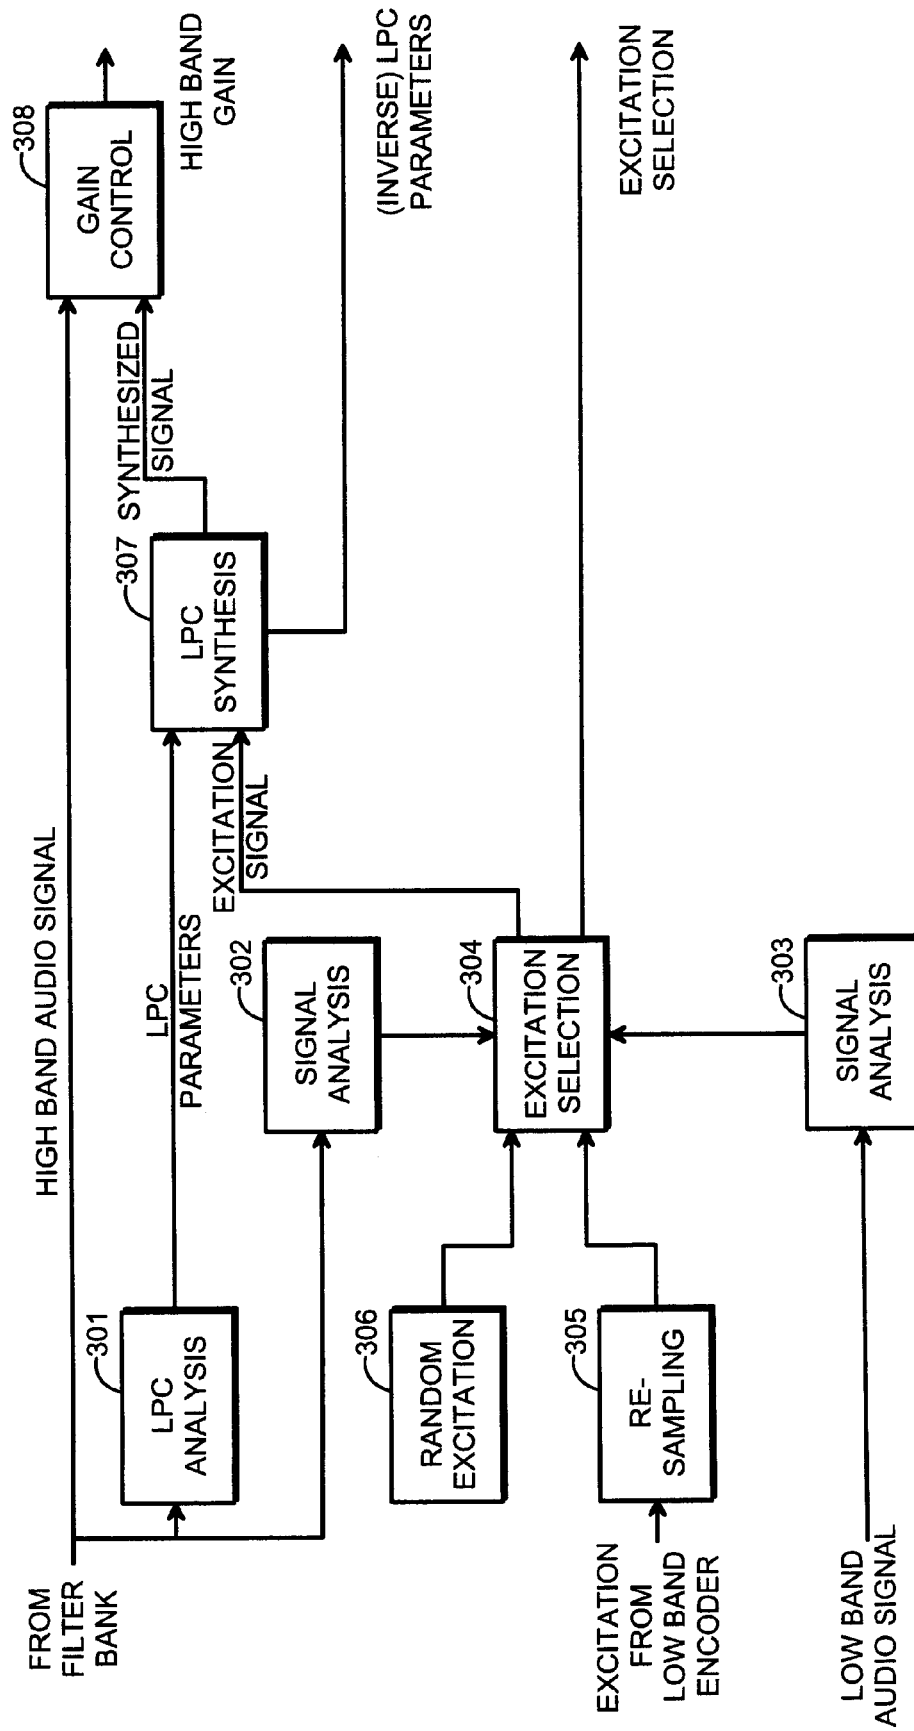 FROM
FILTER
BANK
HIGH BAND AUDIO SIGNAL
308
GAIN
CONTROL
HIGH BAND
GAIN
301
LPC
ANALYSIS
LPC
PARAMETERS
307
LPC
SYNTHESIS
SYNTHESIZED
SIGNAL
(INVERSE) LPC
PARAMETERS
EXCITATION
SIGNAL
302
SIGNAL
ANALYSIS
306
RANDOM
EXCITATION
304
EXCITATION
SELECTION
EXCITATION
SELECTION
305
RE-
SAMPLING
EXCITATION
FROM
LOW BAND
ENCODER
303
SIGNAL
ANALYSIS
LOW BAND
AUDIO SIGNAL